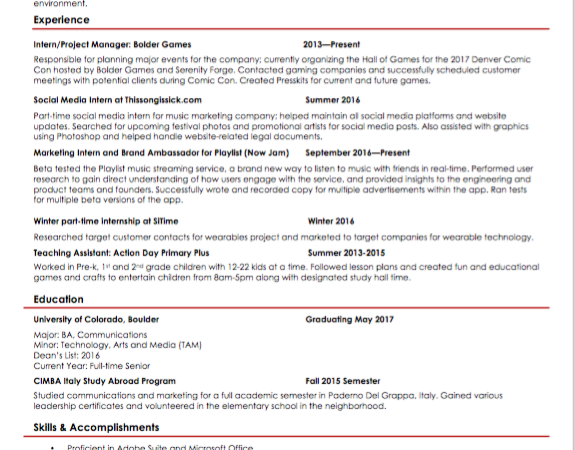 environment.
Experience
Intern/Project Manager: Bolder Games 2013—Present
Responsible for planning major events for the company; currently organizing the Hall of Games for the 2017 Denver Comic
Con hosted by Bolder Games and Serenity Forge. Contacted gaming companies and successfully scheduled customer
meetings with potential clients during Comic Con. Created Presskits for current and future games.
Social Media Intern at Thissongissick.com Summer 2016
Part-time social media intern for music marketing company; helped maintain all social media platforms and website
updates. Searched for upcoming festival photos and promotional artists for social media posts. Also assisted with graphics
using Photoshop and helped handle website-related legal documents.
Marketing Intern and Brand Ambassador for Playlist (Now Jam) September 2016—Present
Beta tested the Playlist music streaming service, a brand new way to listen to music with friends in real-time. Performed user
research to gain direct understanding of how users engage with the service, and provided insights to the engineering and
product teams and founders. Successfully wrote and recorded copy for multiple advertisements within the app. Ran tests
for multiple beta versions of the app.
Winter part-time internship at SiTime Winter 2016
Researched target customer contacts for wearables project and marketed to target companies for wearable technology.
Teaching Assistant: Action Day Primary Plus Summer 2013-2015
Worked in Pre-k, 1st and 2nd grade children with 12-22 kids at a time. Followed lesson plans and created fun and educational
games and crafts to entertain children from 8am-5pm along with designated study hall time.
Education
University of Colorado, Boulder Graduating May 2017
Major: BA, Communications
Minor: Technology, Arts and Media (TAM)
Dean's List: 2016
Current Year: Full-time Senior
CIMBA Italy Study Abroad Program Fall 2015 Semester
Studied communications and marketing for a full academic semester in Paderno Del Grappa, Italy. Gained various
leadership certificates and volunteered in the elementary school in the neighborhood.
Skills & Accomplishments
• Proficient in Adobe Suite and Microsoft Office